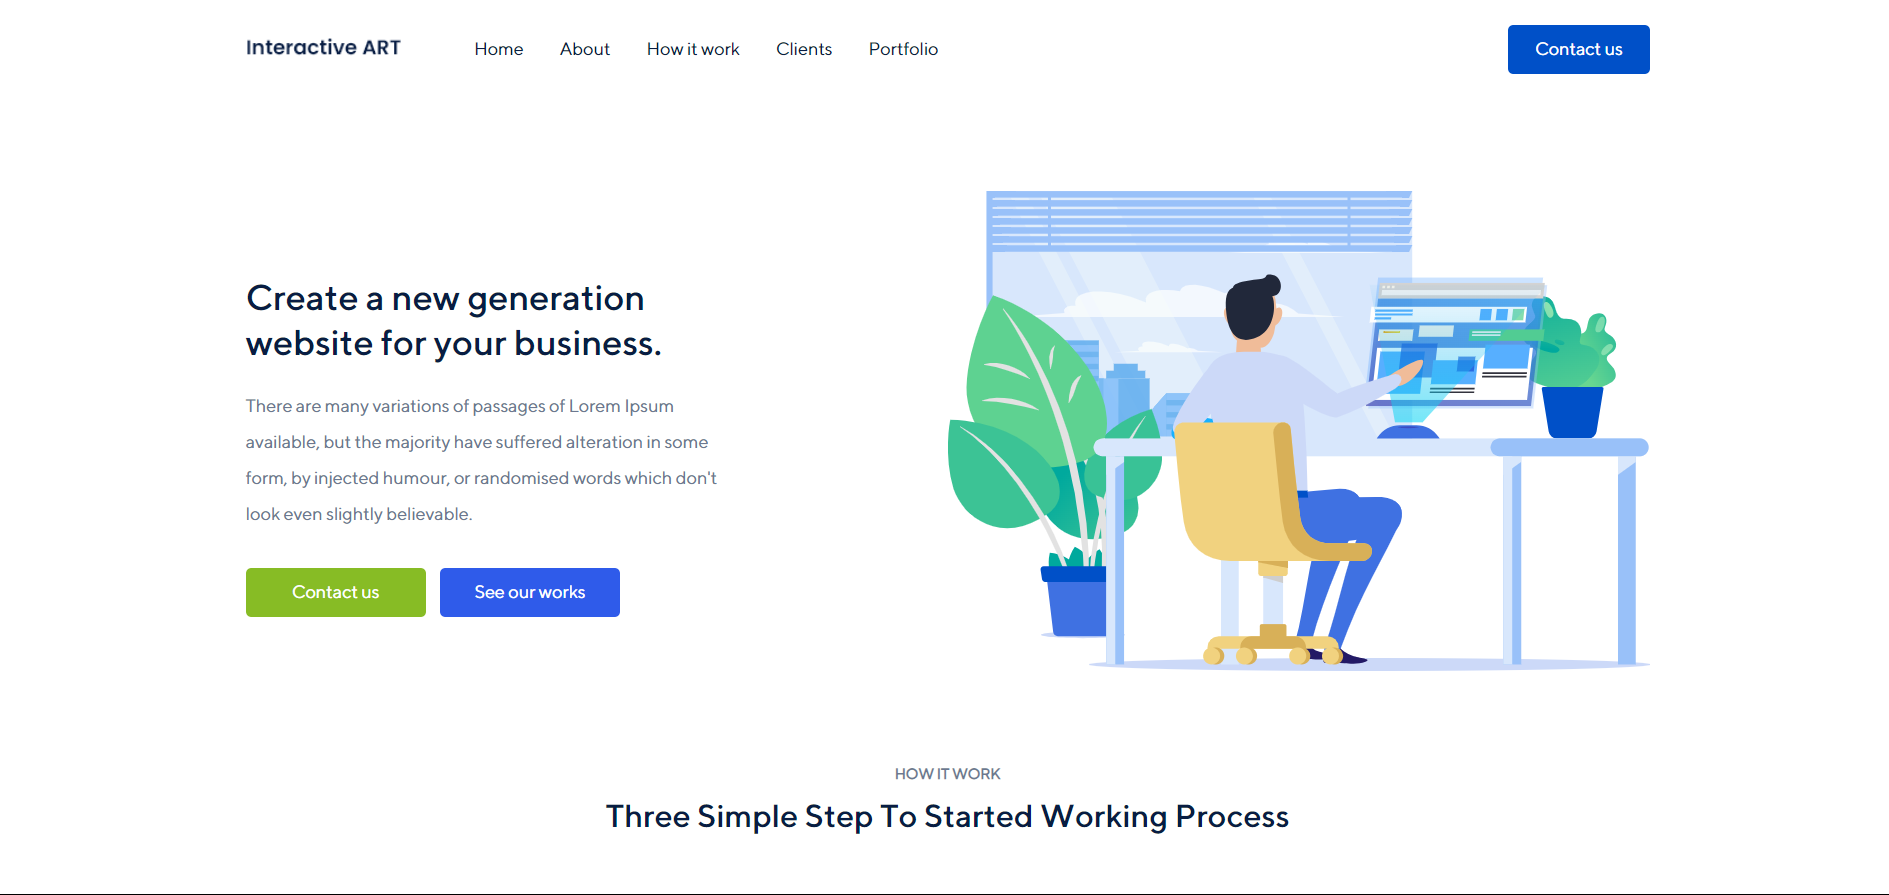 Interactive ART
Home
About
How it work
Clients
Portfolio
Contact us
Create a new generation
website for your business.
There are many variations of passages of Lorem Ipsum
available, but the majority have suffered alteration in some
form, by injected humour, or randomised words which don't
look even slightly believable.
Contact us
See our works
HOW IT WORK
Three Simple Step To Started Working Process